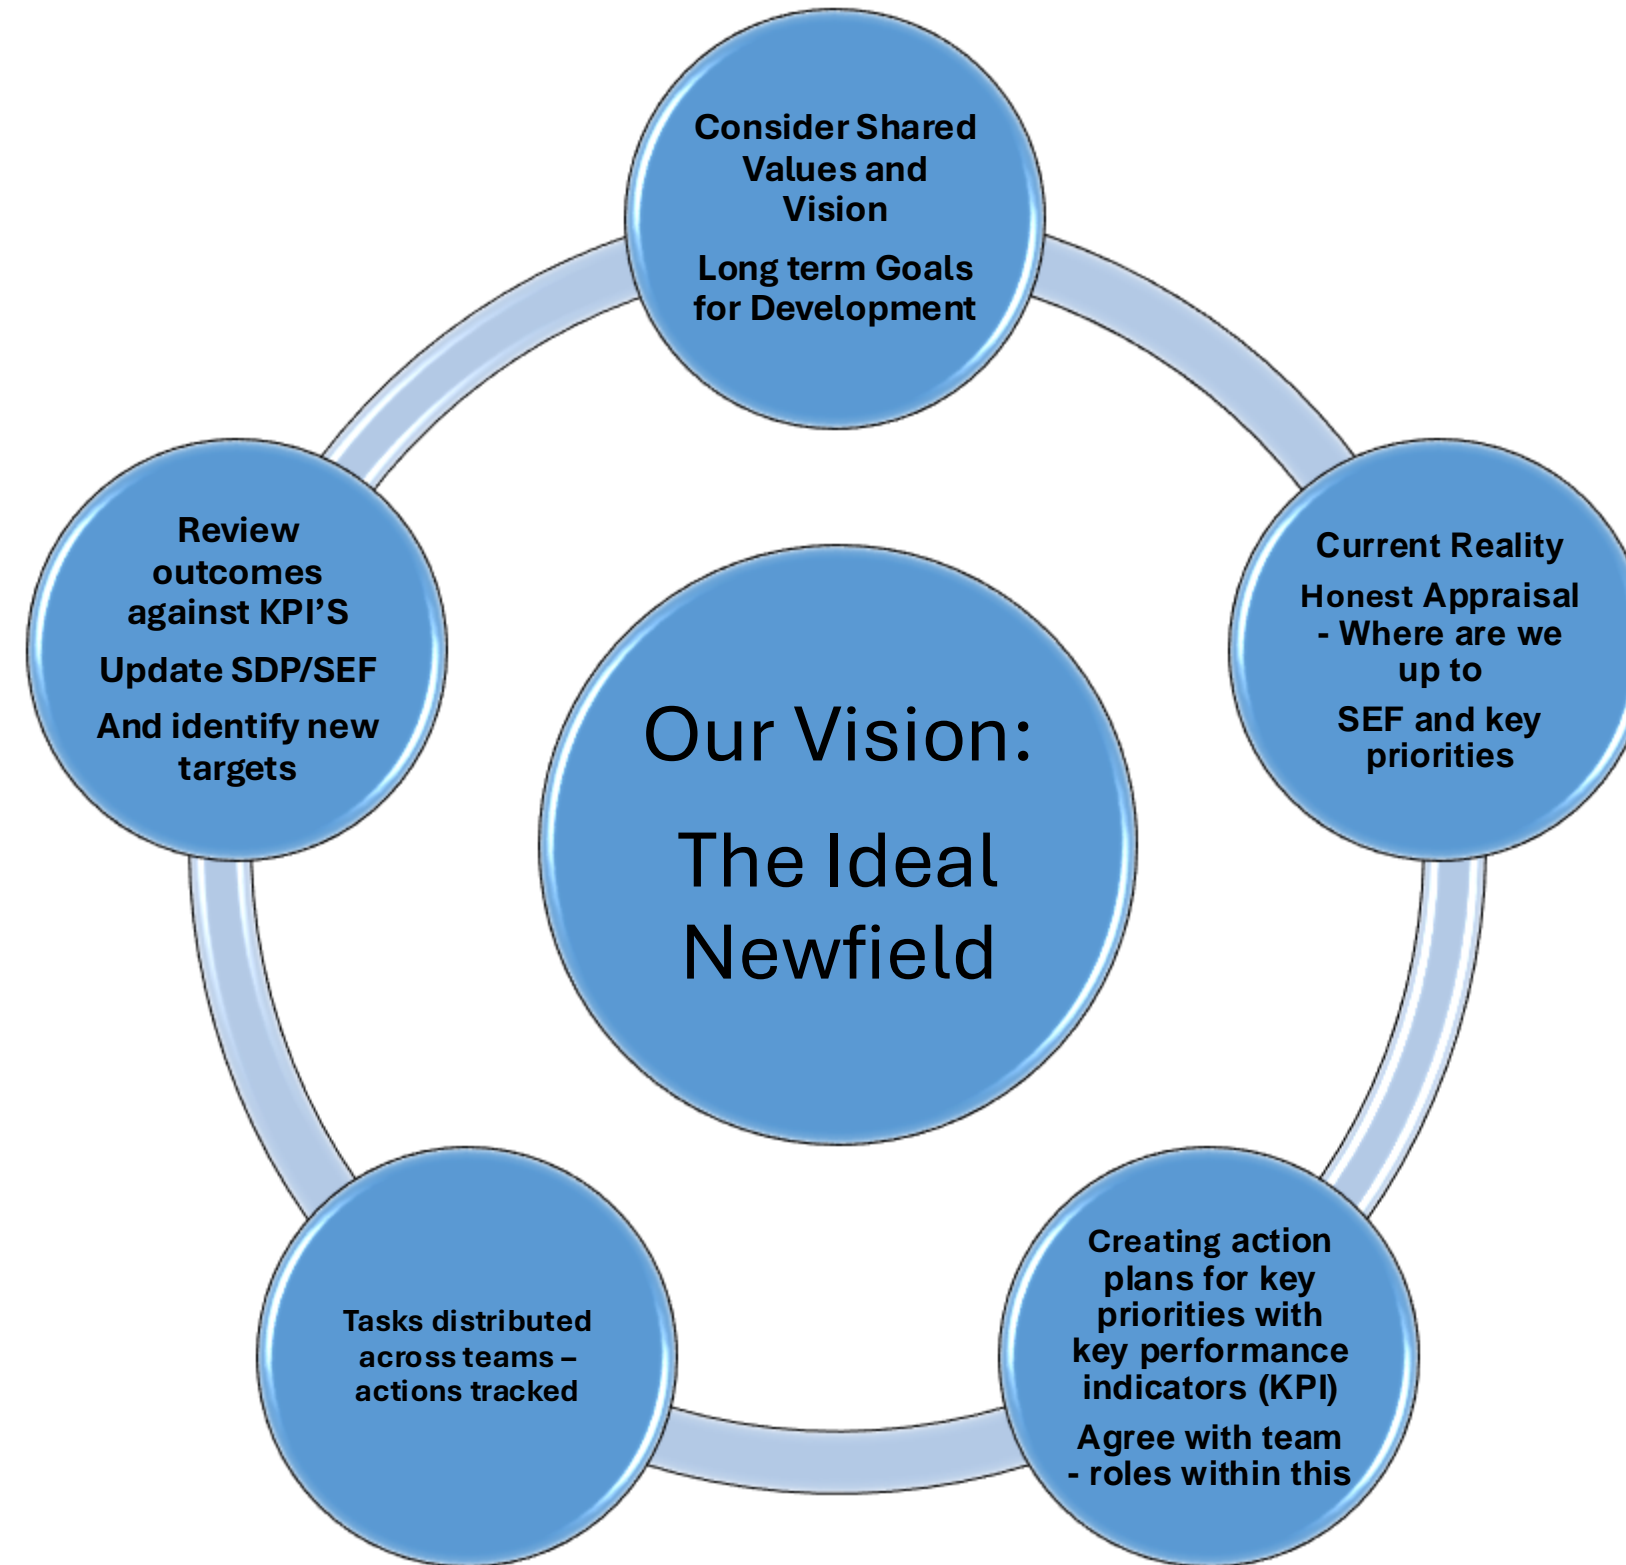 Consider Shared
Values and
Vision
Long term Goals
for Development
Current Reality
Honest Appraisal
- Where are we
up to
SEF and key
priorities
Creating action
plans for key
priorities with
key performance
indicators (KPI)
Agree with team
- roles within this
Tasks distributed
across teams –
actions tracked
Review
outcomes
against KPI’S
Update SDP/SEF
And identify new
targets
Our Vision:
The Ideal
Newfield